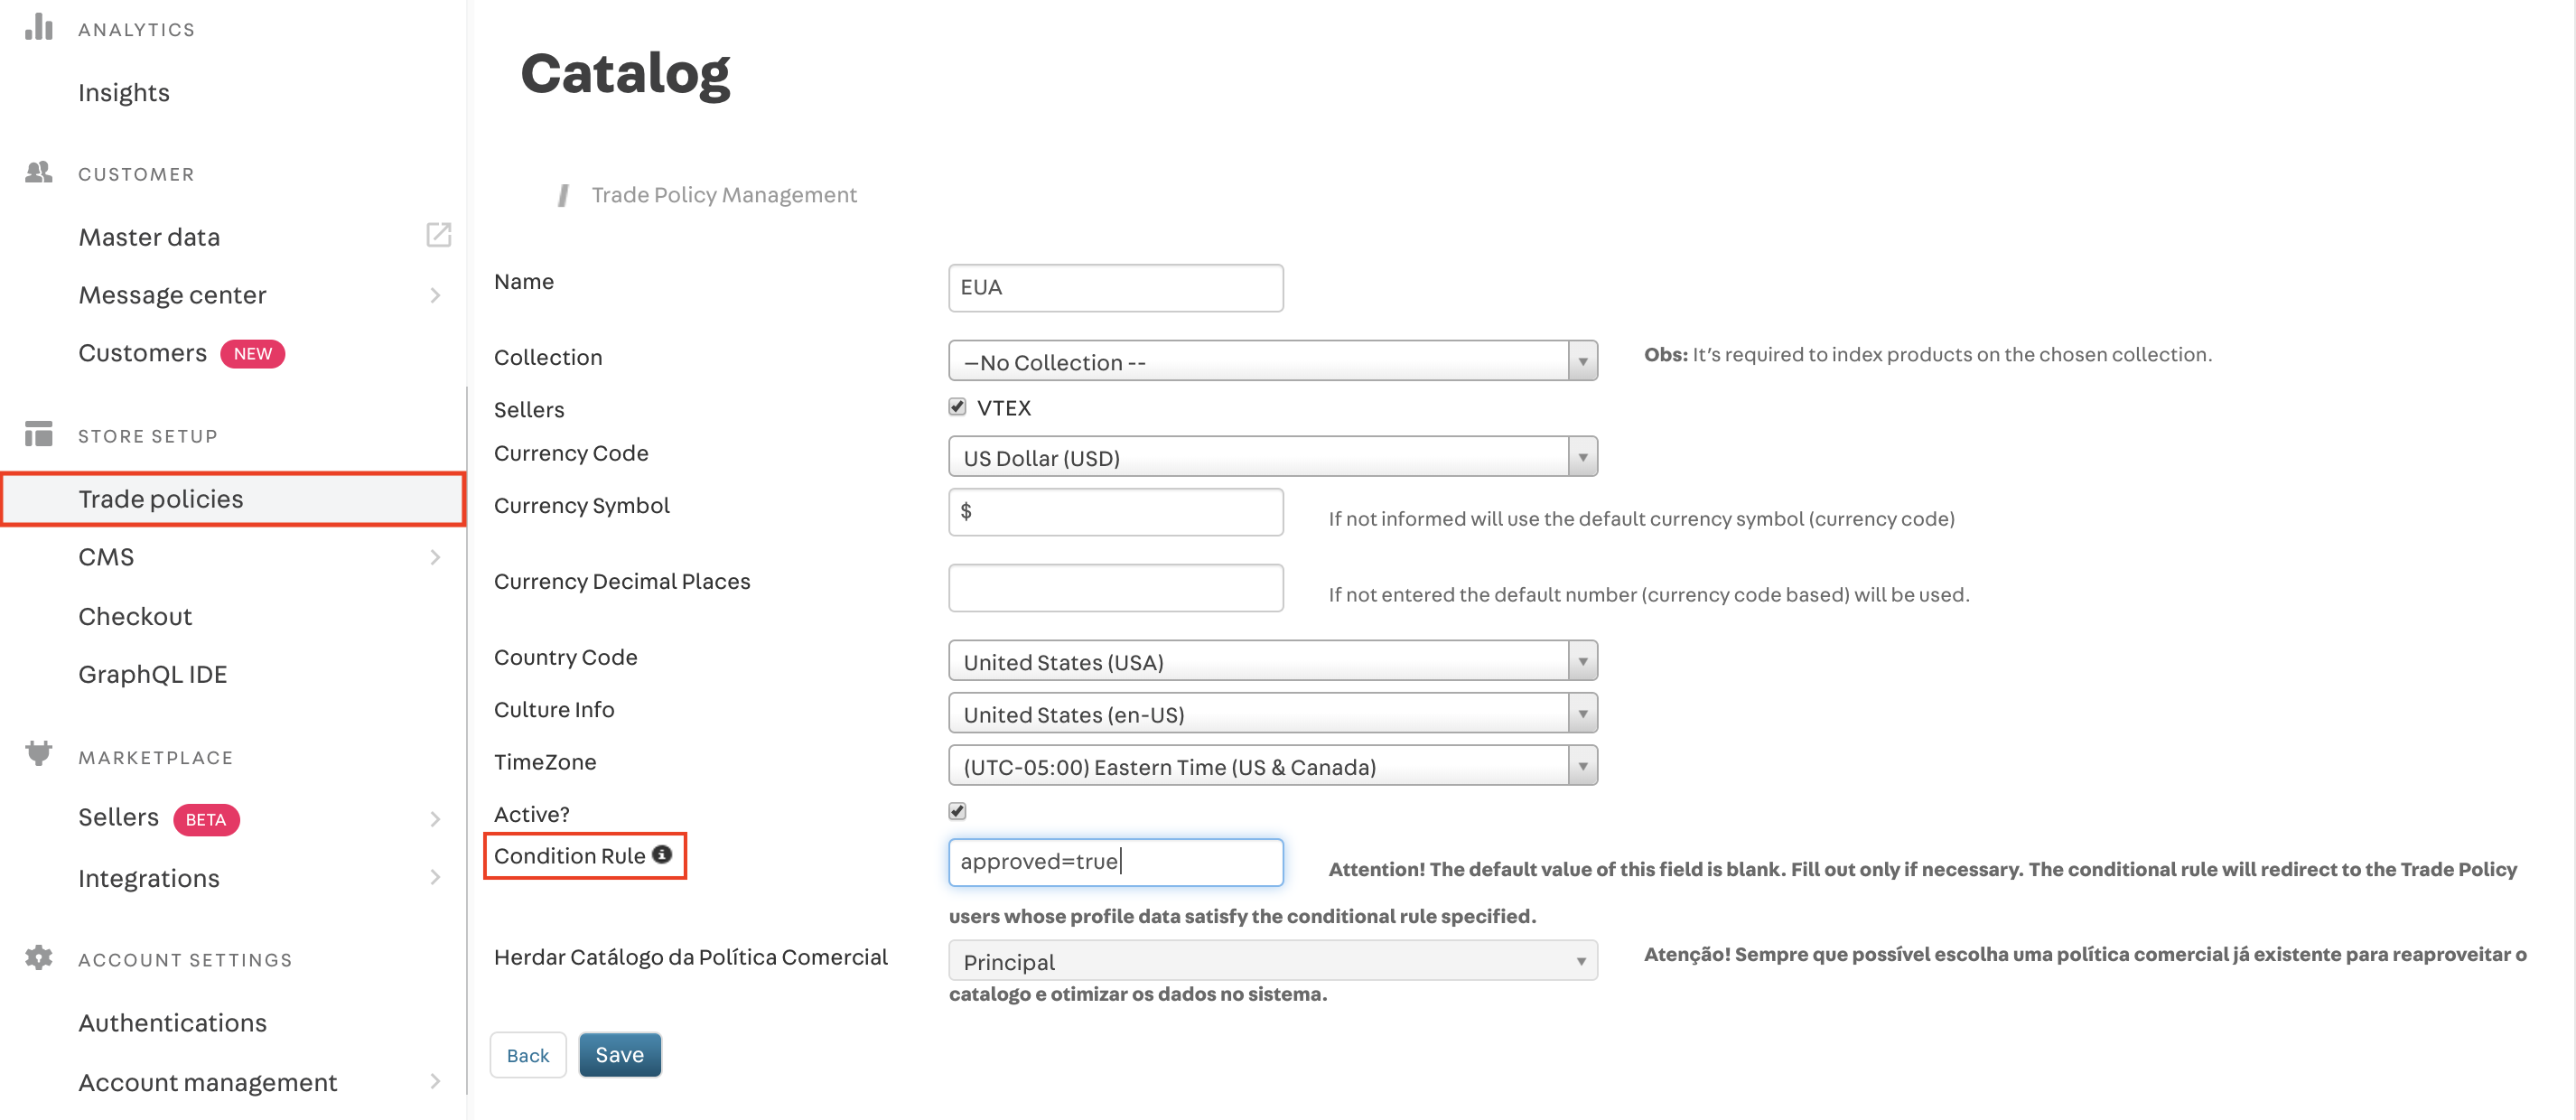 ANALYTICS
Insights
CUSTOMER
Master data
Message center
Customers NEW
STORE SETUP
Trade policies
CMS
Checkout
GraphQL IDE
MARKETPLACE
Sellers BETA
Integrations
ACCOUNT SETTINGS
Authentications
Account management
Catalog
Trade Policy Management
Name EUA
Collection –No Collection -- Obs: It's required to index products on the chosen collection.
Sellers VTEX
Currency Code US Dollar (USD)
Currency Symbol $ If not informed will use the default currency symbol (currency code)
Currency Decimal Places If not entered the default number (currency code based) will be used.
Country Code United States (USA)
Culture Info United States (en-US)
TimeZone (UTC-05:00) Eastern Time (US & Canada)
Active?
Condition Rule approved=true Attention! The default value of this field is blank. Fill out only if necessary. The conditional rule will redirect to the Trade Policy
users whose profile data satisfy the conditional rule specified.
Herdar Catálogo da Política Comercial Principal Atenção! Sempre que possível escolha uma política comercial já existente para reaproveitar o
catalogo e otimizar os dados no sistema.
Back Save